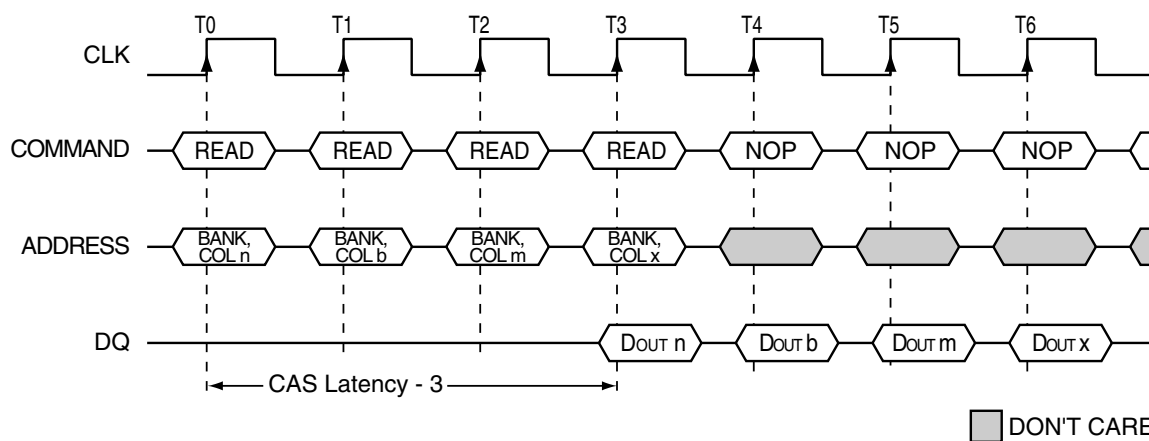 T0 T1 T2 T3 T4 T5 T6
CLK
COMMAND READ READ READ READ NOP NOP NOP
ADDRESS
BANK, COL n
BANK, COL b
BANK, COL m
BANK, COL x
DQ DOUT n DOUT b DOUT m DOUT x
CAS Latency - 3
DON'T CARE